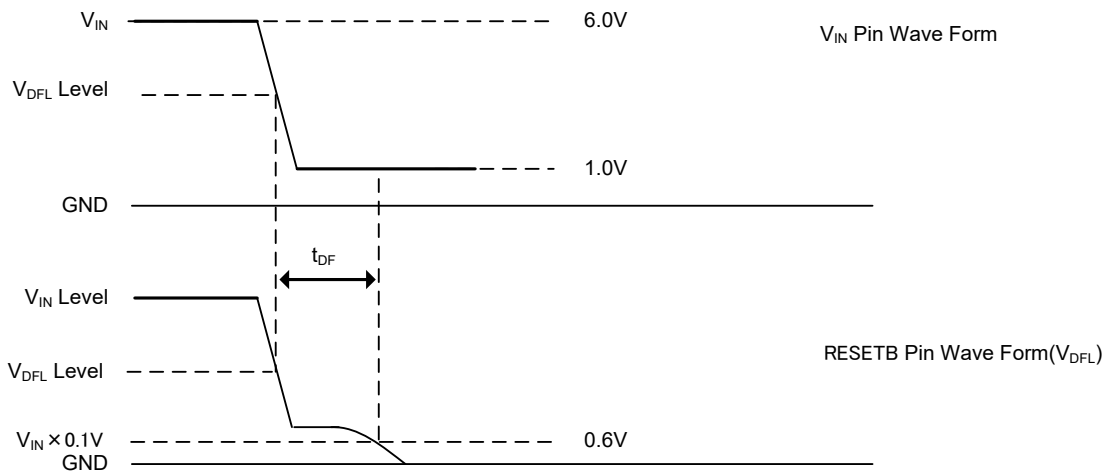 V_IN 6.0V
V_IN Pin Wave Form
V_DFL Level
1.0V
GND
t_DF
V_IN Level
RESETB Pin Wave Form(V_DFL)
V_DFL Level
V_IN × 0.1V 0.6V
GND